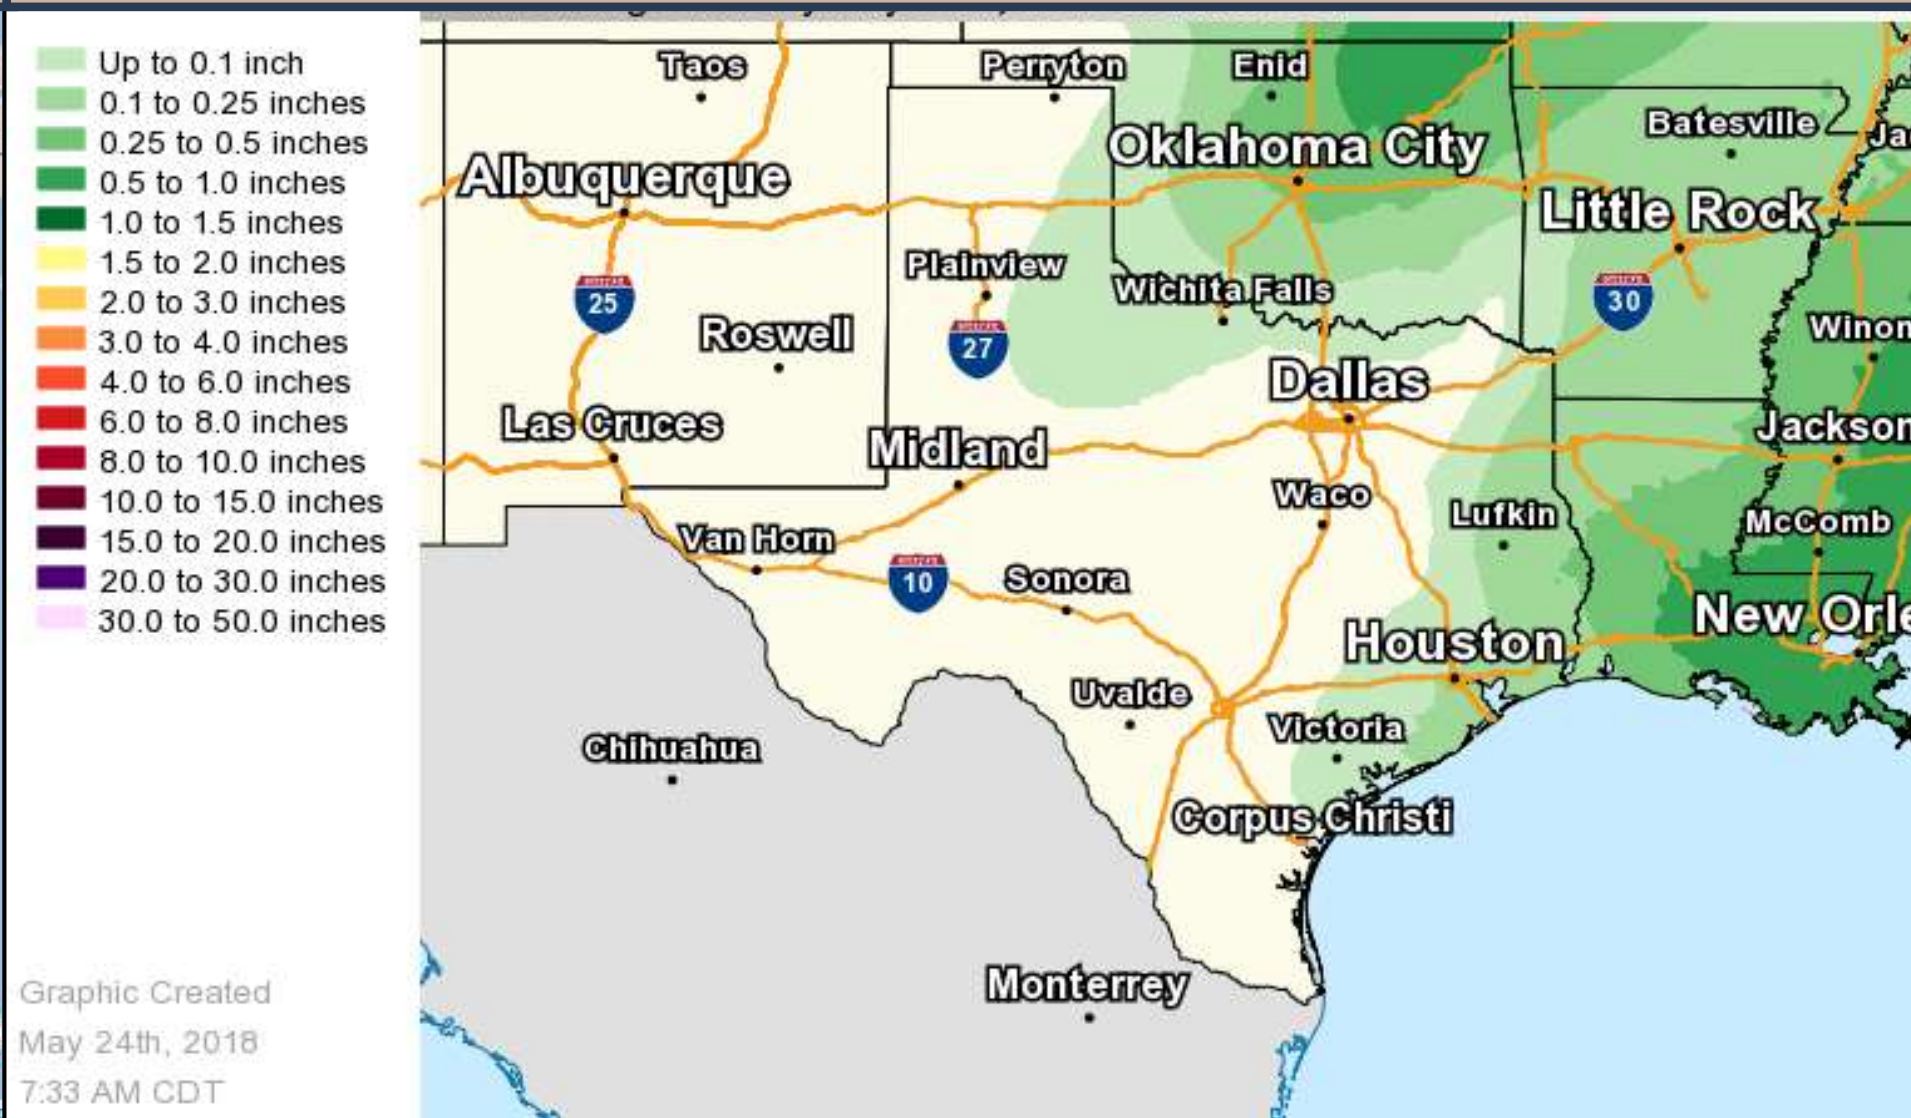 Up to 0.1 inch
0.1 to 0.25 inches
0.25 to 0.5 inches
0.5 to 1.0 inches
1.0 to 1.5 inches
1.5 to 2.0 inches
2.0 to 3.0 inches
3.0 to 4.0 inches
4.0 to 6.0 inches
6.0 to 8.0 inches
8.0 to 10.0 inches
10.0 to 15.0 inches
15.0 to 20.0 inches
20.0 to 30.0 inches
30.0 to 50.0 inches
Graphic Created
May 24th, 2018
7:33 AM CDT
Taos
Perryton
Enid
Batesville
Ja
Oklahoma City
Albuquerque
Little Rock
Plainview
Wichita Falls
25
30
Roswell
27
Winon
Dallas
Las Cruces
Midland
Jackson
Waco
Lufkin
McComb
Van Horn
10
Sonora
New Orle
Houston
Uvalde
Victoria
Chihuahua
Corpus Christi
Monterrey